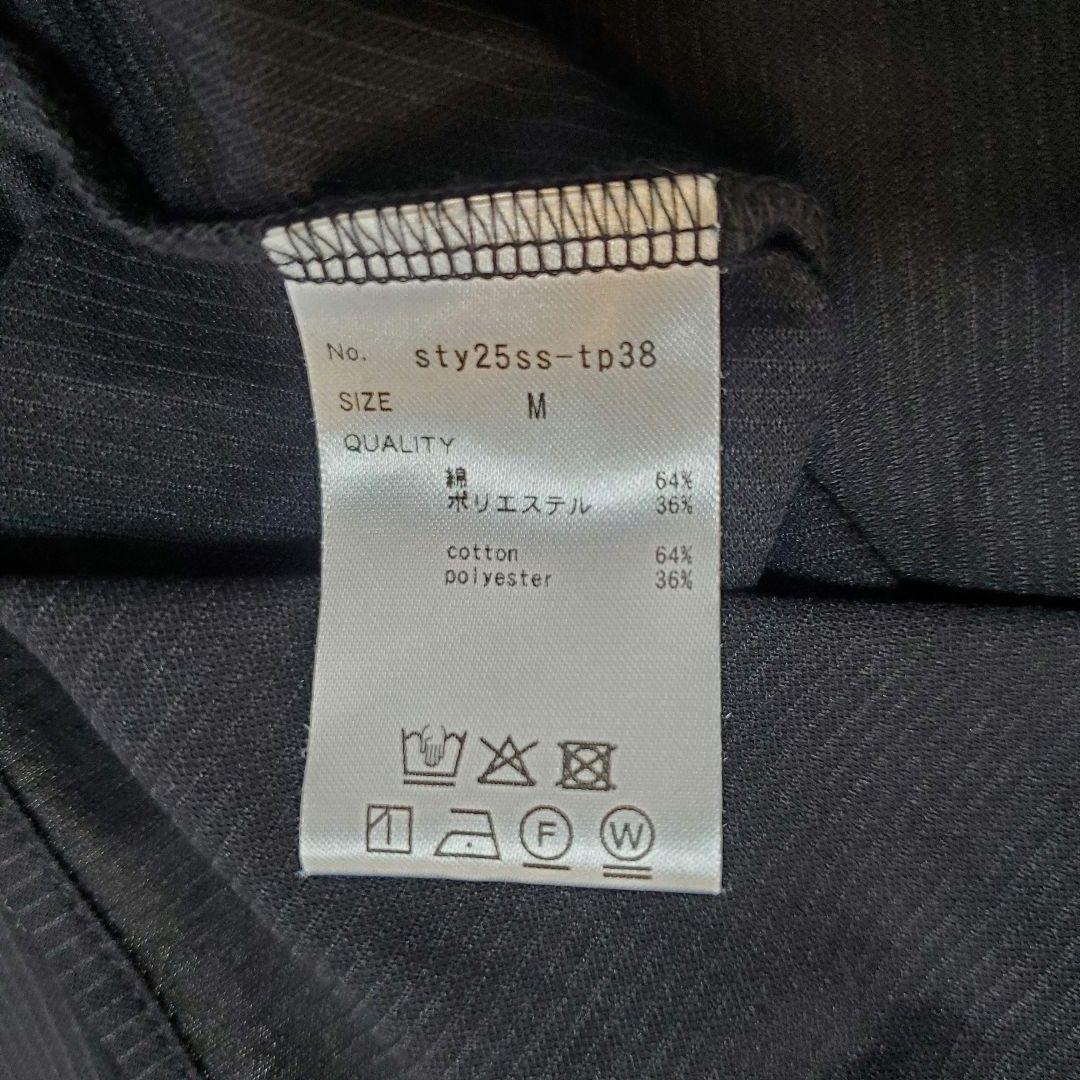 No. sty25ss-tp38
SIZE M
QUALITY
綿 64%
ポリエステル 36%
cotton 64%
polyester 36%
F W